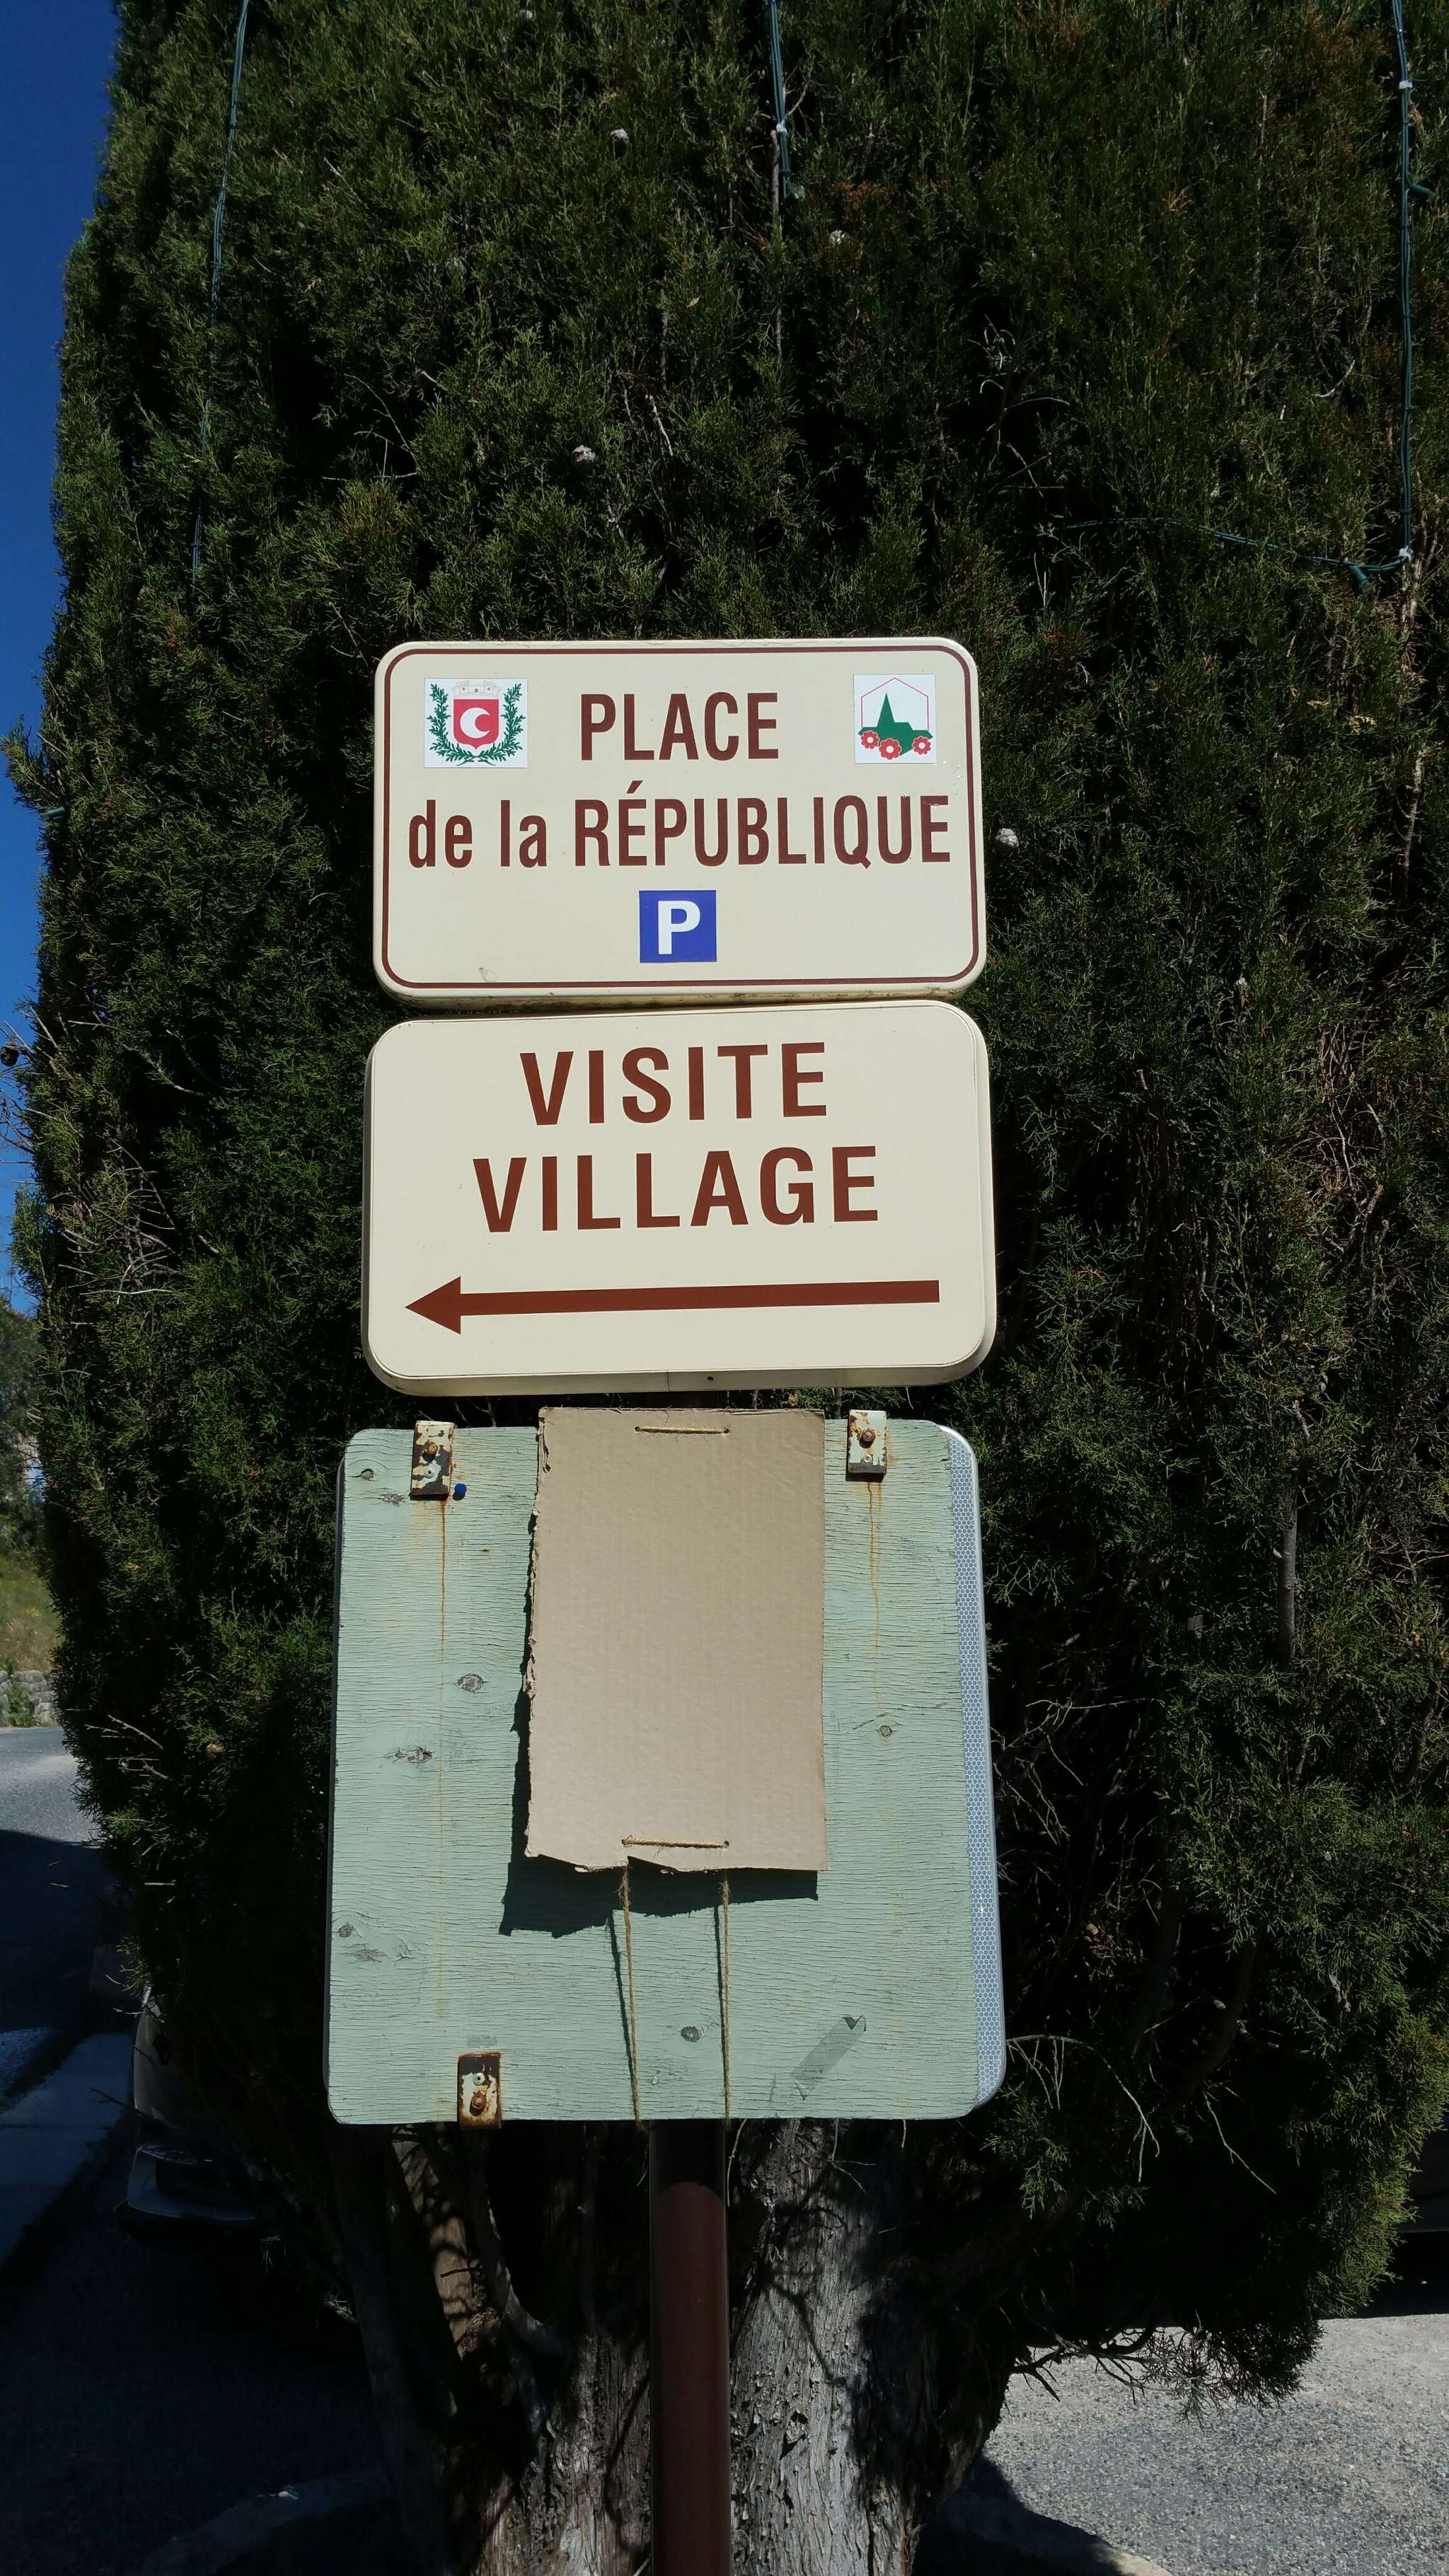 PLACE
de la RÉPUBLIQUE
P
VISITE
VILLAGE